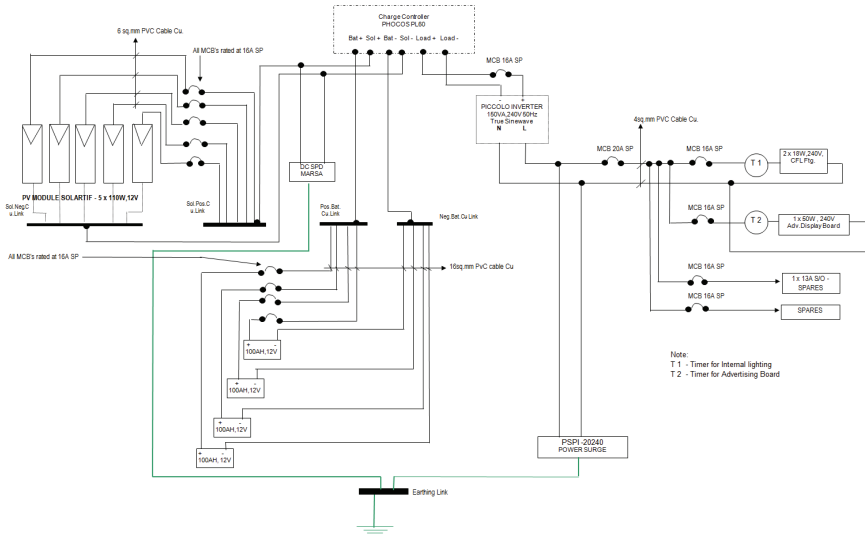 6 sq.mm PVC Cable Cu.
All MCB's rated at 16A SP
Charge Controller
PHOCOS PL60
Bat + Sol + Bat - Sol - Load + Load -
MCB 16A SP
- +
PICCOLO INVERTER
150VA,240V 50Hz
True Sinewave
N L
4sq.mm PVC Cable Cu.
MCB 20A SP
MCB 16A SP
T 1
2 x 18W,240V,
CFL Ftg.
DC SPD
MARSA
PV MODULE SOLARTIF - 5 x 110W,12V
Sol.Neg.C
u.Link
Sol.Pos.C
u.Link
Pos.Bat.
Cu.Link
Neg.Bat.Cu Link
MCB 16A SP
T 2
1 x 50W , 240V
Adv.Display Board
All MCB's rated at 16A SP
16sq.mm PvC cable Cu
MCB 16A SP
1 x 13A S/O -
SPARES
MCB 16A SP
SPARES
+ -
100AH,12V
+ -
100AH,12V
+ -
100AH,12V
+ -
100AH,12V
Note:
T 1 - Timer for Internal lighting
T 2 - Timer for Advertising Board
PSPI -20240
POWER SURGE
Earthing Link